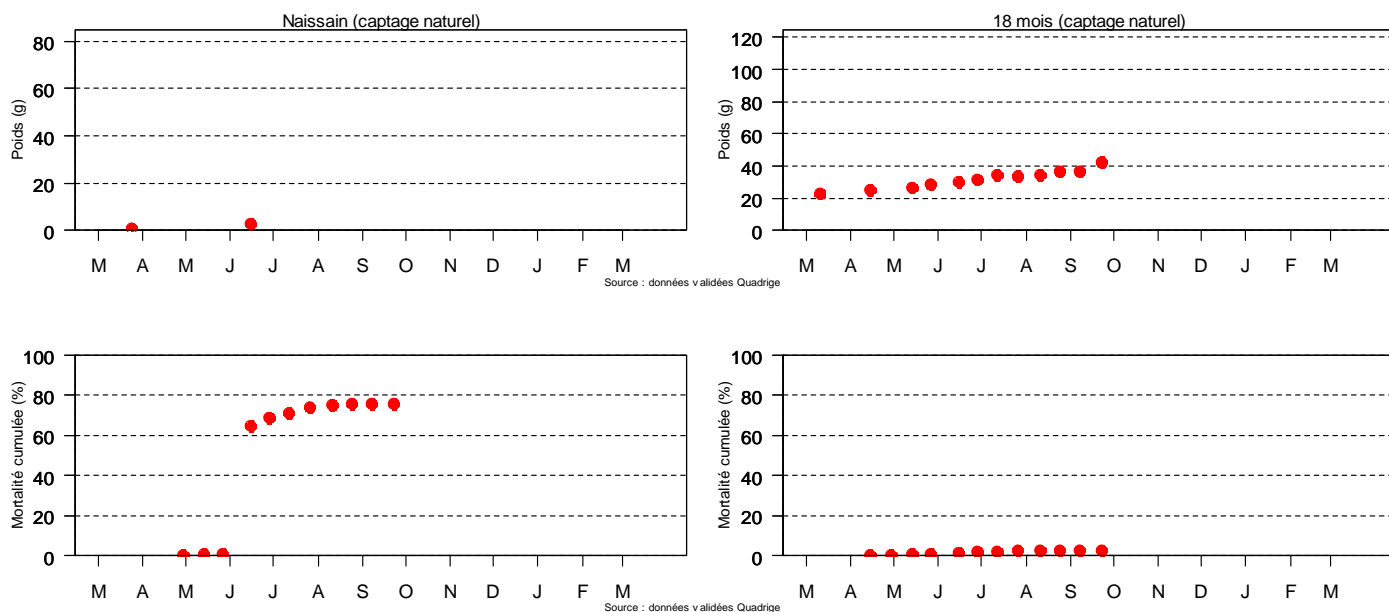 Naissain (captage naturel)
Poids (g)
80
60
40
20
0
M A M J J A S O N D J F M
Source : données validées Quadrige
18 mois (captage naturel)
Poids (g)
120
100
80
60
40
20
0
M A M J J A S O N D J F M
Mortalité cumulée (%)
100
80
60
40
20
0
M A M J J A S O N D J F M
Source : données validées Quadrige
Mortalité cumulée (%)
100
80
60
40
20
0
M A M J J A S O N D J F M